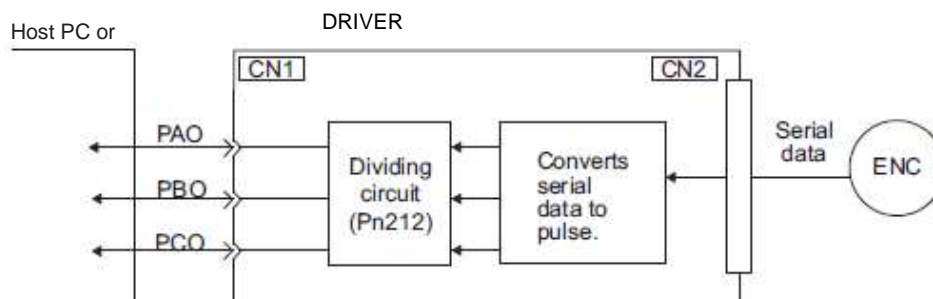 DRIVER
Host PC or
CN1
CN2
PAO
PBO
PCO
Dividing
circuit
(Pn212)
Converts
serial
data to
pulse.
Serial
data
ENC